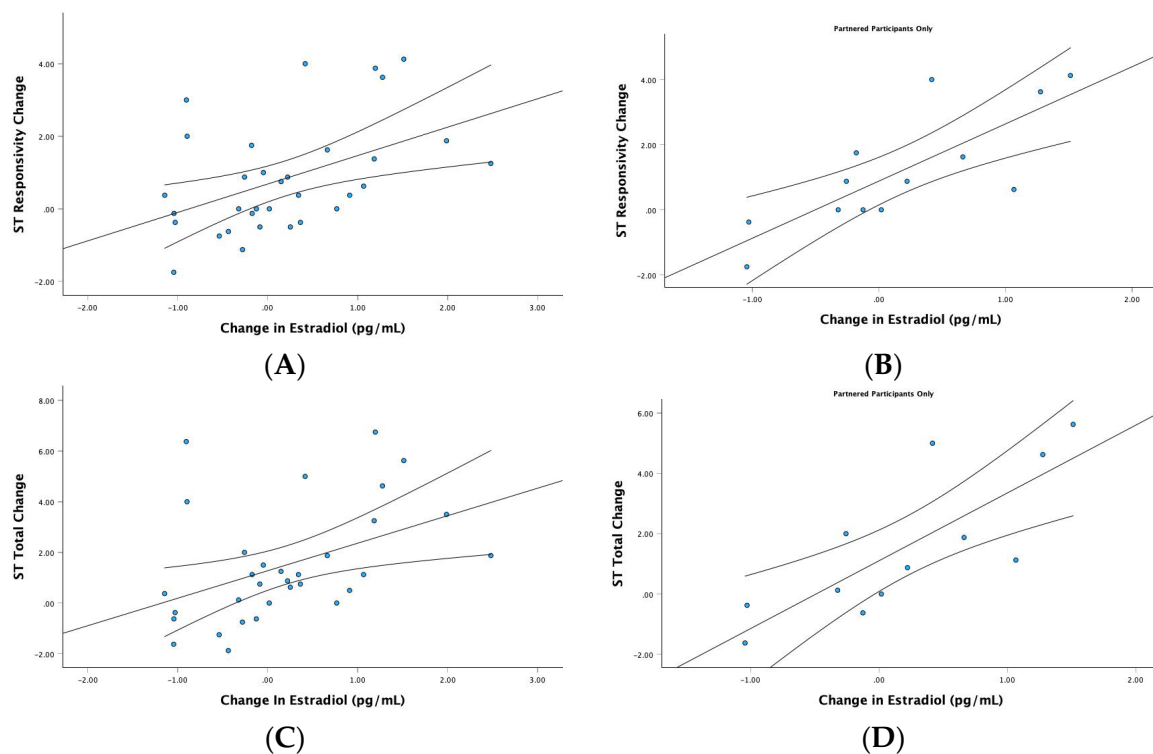 ST Responsivity Change
4.00
2.00
.00
-2.00
-2.00
-1.00
.00
1.00
2.00
3.00
Change in Estradiol (pg/mL)
(A)
Partnered Participants Only
ST Responsivity Change
4.00
2.00
.00
-2.00
-1.00
.00
1.00
2.00
Change in Estradiol (pg/mL)
(B)
ST Total Change
8.00
6.00
4.00
2.00
.00
-2.00
-2.00
-1.00
.00
1.00
2.00
3.00
Change In Estradiol (pg/mL)
(C)
Partnered Participants Only
ST Total Change
6.00
4.00
2.00
.00
-2.00
-1.00
.00
1.00
2.00
Change in Estradiol (pg/mL)
(D)